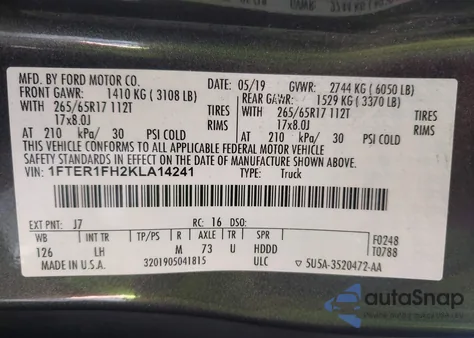 MFD. BY FORD MOTOR CO. 05/19 GVWR: 2744 KG (6050 LB)
FRONT GAWR: 1410 KG (3108 LB) REAR GAWR: 1529 KG (3370 LB)
WITH 265/65R17 112T TIRES WITH 265/65R17 112T TIRES
17x8.0J RIMS 17x8.0J RIMS
AT 210 kPa/ 30 PSI COLD AT 210 kPa/ 30 PSI COLD
THIS VEHICLE CONFORMS TO ALL APPLICABLE FEDERAL MOTOR
VEHICLE SAFETY AND THEFT PREVENTION STANDARDS IN EFFECT ON THE
DATE OF MANUFACTURE SHOWN ABOVE.
VIN: 1FTER1FH2KLA14241 TYPE: Truck
EXT PNT: J7 RC: 16 DSO:
WB INT TR TP/PS R AXLE TR SPR F0248
126 LH M 73 U HDDD T0788
MADE IN U.S.A. 3201905041815 ULC 5U5A-3520472-AA
autoSnap